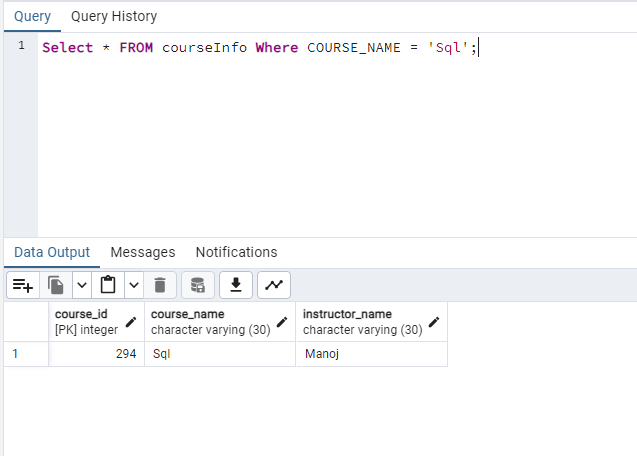 Query Query History
1 Select * FROM courseInfo Where COURSE_NAME = 'Sql';
Data Output Messages Notifications
course_id course_name instructor_name
[PK] integer character varying (30) character varying (30)
1 294 Sql Manoj